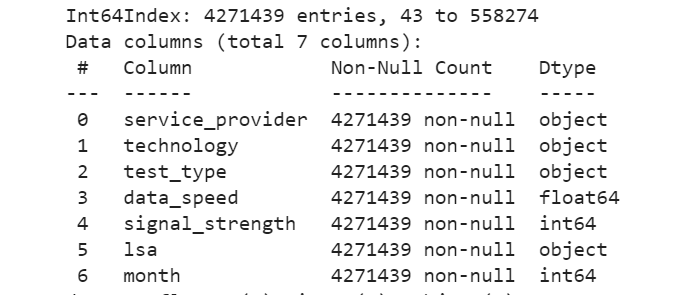 Int64Index: 4271439 entries, 43 to 558274
Data columns (total 7 columns):
 #   Column            Non-Null Count    Dtype
---  ------            --------------    -----
 0   service_provider  4271439 non-null  object
 1   technology        4271439 non-null  object
 2   test_type         4271439 non-null  object
 3   data_speed        4271439 non-null  float64
 4   signal_strength   4271439 non-null  int64
 5   lsa               4271439 non-null  object
 6   month             4271439 non-null  int64